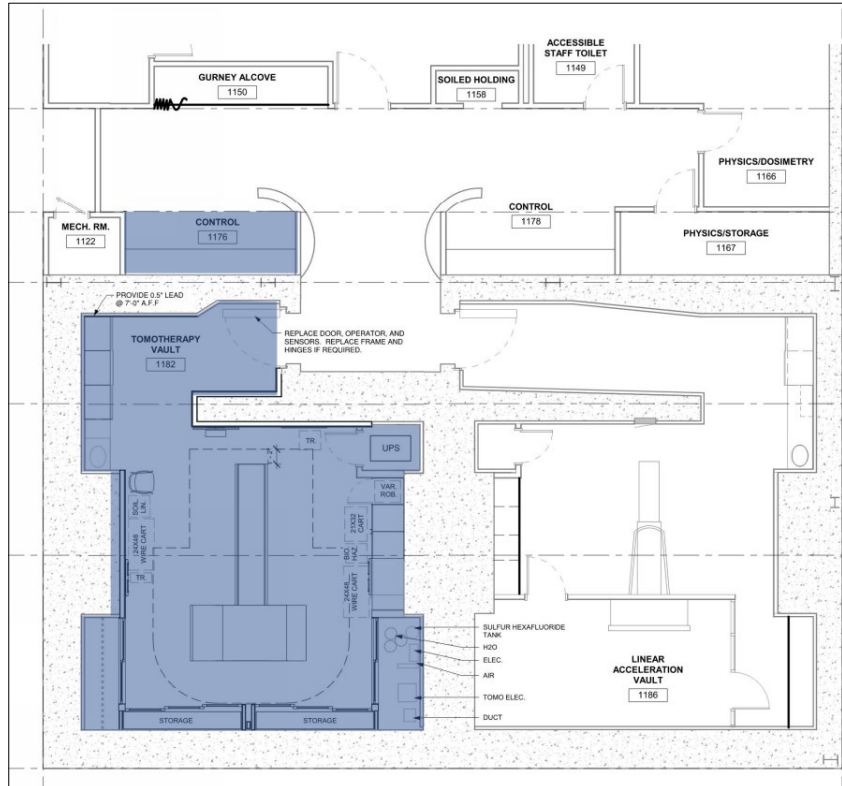 ACCESSIBLE
STAFF TOILET
1149
GURNEY ALCOVE
1150
SOILED HOLDING
1158
PHYSICS/DOSIMETRY
1166
CONTROL
1176
CONTROL
1178
MECH. RM.
1122
PHYSICS/STORAGE
1167
PROVIDE 0.5" LEAD
@ 7'-0" A.F.F
TOMOTHERAPY
VAULT
1182
REPLACE DOOR, OPERATOR, AND
SENSORS. REPLACE FRAME AND
HINGES IF REQUIRED.
TR.
UPS
VAR.
ROB.
SOIL.
LIN.
21X32
CART
24X48
WIRE CART
BIO.
HAZ.
TR.
24X48
WIRE CART
SULFUR HEXAFLUORIDE
TANK
H2O
ELEC.
AIR
TOMO ELEC.
DUCT
LINEAR
ACCELERATION
VAULT
1186
STORAGE
STORAGE